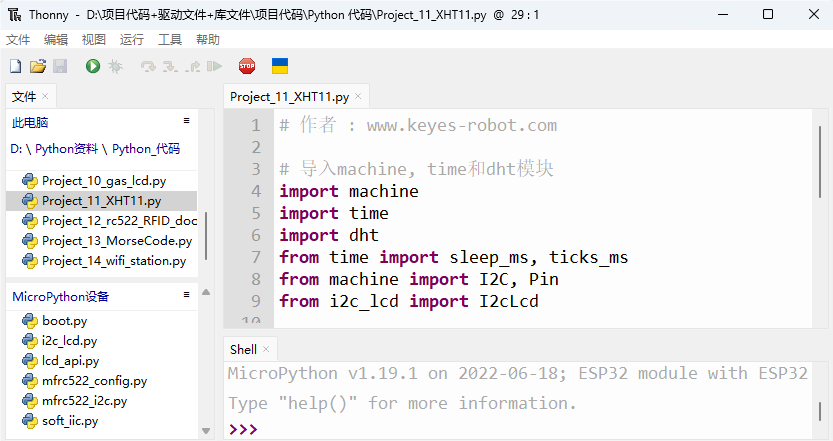 Thonny - D:\项目代码+驱动文件+库文件\项目代码\Python 代码\Project_11_XHT11.py @ 29 : 1
文件 编辑 视图 运行 工具 帮助
STOP
文件 ×
此电脑 ≡
D: \ Python资料 \ Python_代码
Project_10_gas_lcd.py
Project_11_XHT11.py
Project_12_rc522_RFID_doc
Project_13_MorseCode.py
Project_14_wifi_station.py
MicroPython设备 ≡
boot.py
i2c_lcd.py
lcd_api.py
mfrc522_config.py
mfrc522_i2c.py
soft_iic.py
Project_11_XHT11.py ×
1 # 作者 : www.keyes-robot.com
2
3 # 导入machine, time和dht模块
4 import machine
5 import time
6 import dht
7 from time import sleep_ms, ticks_ms
8 from machine import I2C, Pin
9 from i2c_lcd import I2cLcd
10
Shell ×
MicroPython v1.19.1 on 2022-06-18; ESP32 module with ESP32
Type "help()" for more information.
>>>